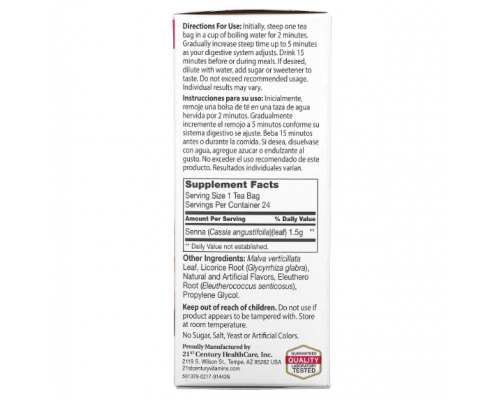 Directions For Use: Initially, steep one tea
bag in a cup of boiling water for 2 minutes.
Gradually increase steep time up to 5 minutes
as your digestive system adjusts. Drink 15
minutes before or during meals. If desired,
dilute with water, add sugar or sweetener to
taste. Do not exceed recommended usage.
Individual results may vary.
Instrucciones para su uso: Inicialmente,
remoje una bolsa de té en una taza de agua
hervida por 2 minutos. Gradualmente
incremente el remojo a 5 minutos conforme su
sistema digestivo se ajuste. Beba 15 minutos
antes o durante la comida. Si desea, disuelvase
con agua, agregue azucar o endulzante al
gusto. No exceder el uso recomendado de este
producto. Resultados individuales varían.
Supplement Facts
Serving Size 1 Tea Bag
Servings Per Container 24
Amount Per Serving % Daily Value
Senna (Cassia angustifolia)(leaf) 1.5g **
** Daily Value not established.
Other Ingredients: Malva verticillata
Leaf, Licorice Root (Glycyrrhiza glabra),
Natural and Artificial Flavors, Eleuthero
Root (Eleutherococcus senticosus),
Propylene Glycol.
Keep out of reach of children. Do not use if
product appears to be tampered with. Store
at room temperature.
No Sugar, Salt, Yeast or Artificial Colors.
Proudly Manufactured by
21st Century HealthCare, Inc.
2119 S. Wilson St., Tempe, AZ 85282 USA
21stcenturyvitamins.com
501376-0217-91443N
GUARANTEED
QUALITY
LABORATORY
TESTED